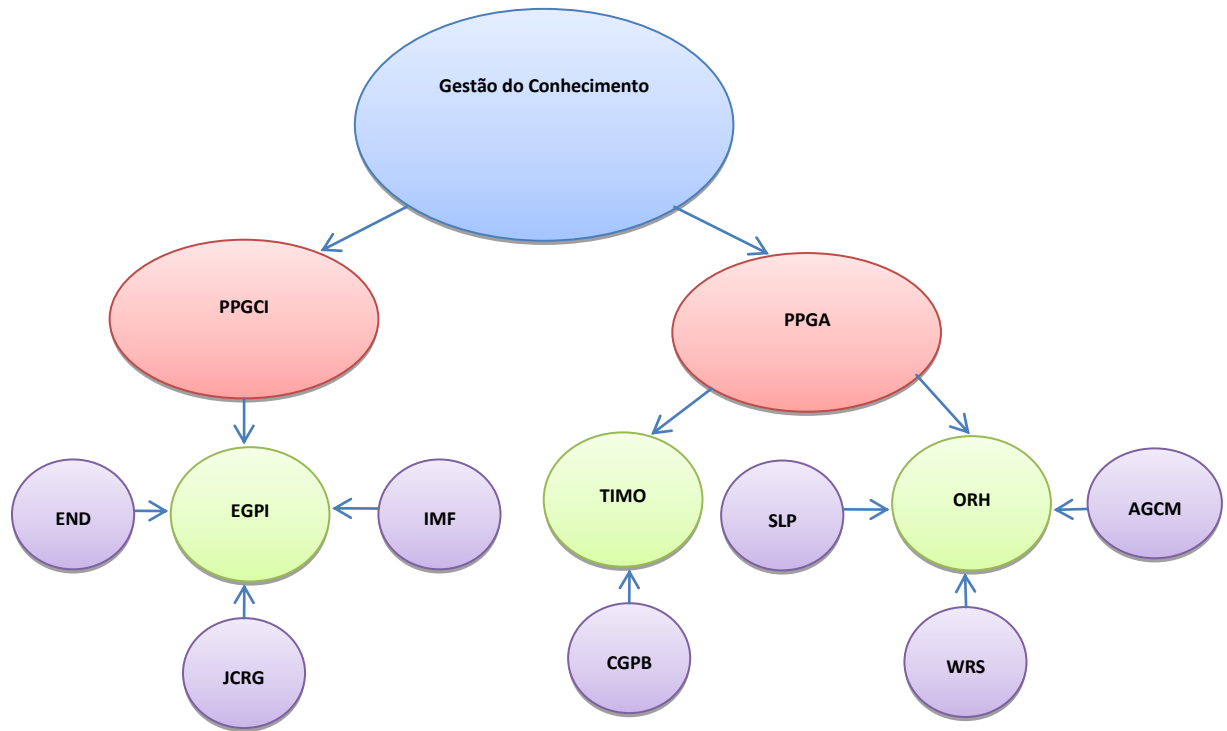 Gestão do Conhecimento
PPGCI
PPGA
TIMO
ORH
END
EGPI
IMF
SLP
AGCM
JCRG
CGPB
WRS